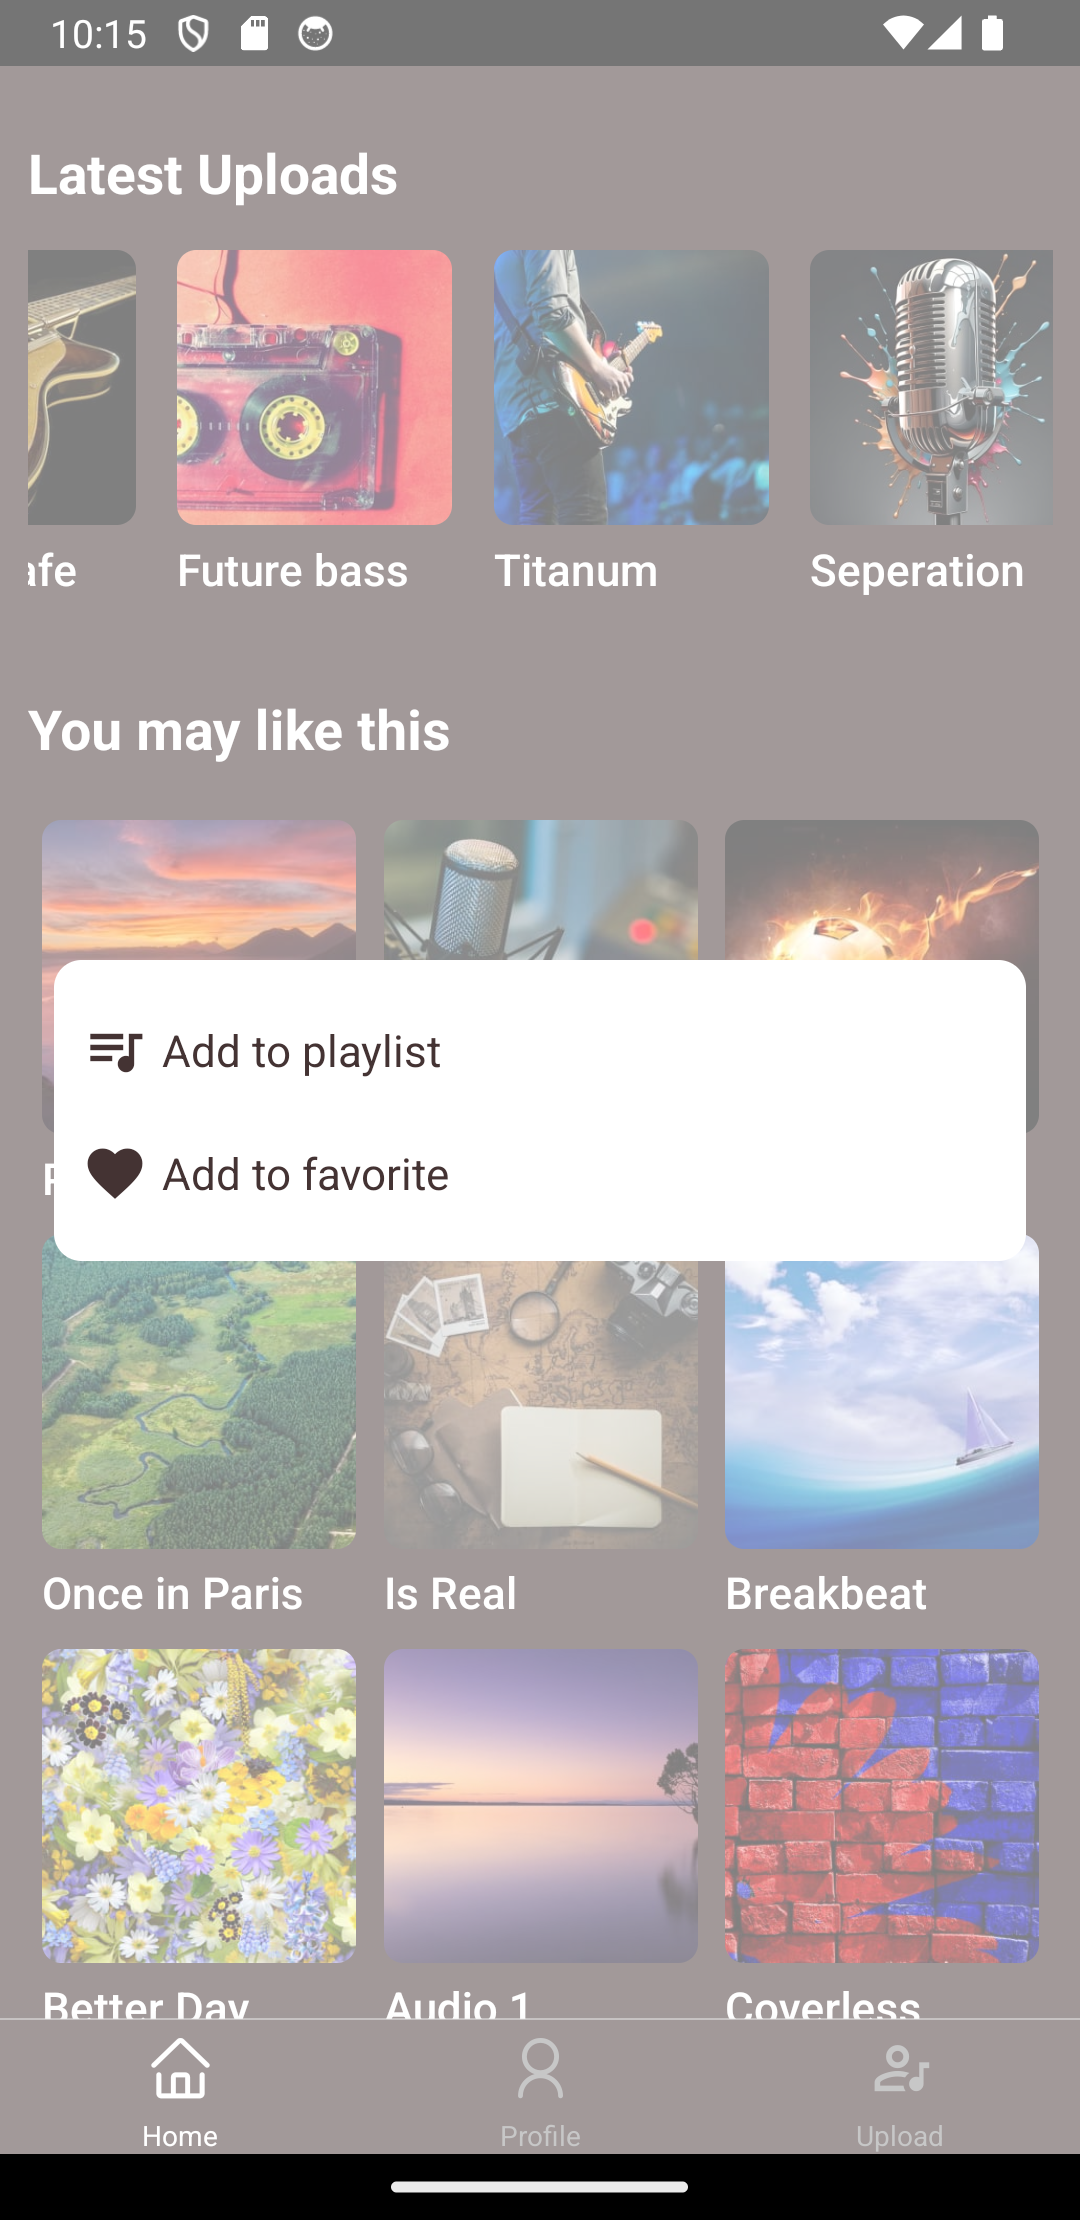 10:15
Latest Uploads
afe
Future bass
Titanum
Seperation
You may like this
Add to playlist
Add to favorite
Once in Paris
Is Real
Breakbeat
Better Day
Audio 1
Coverless
Home
Profile
Upload